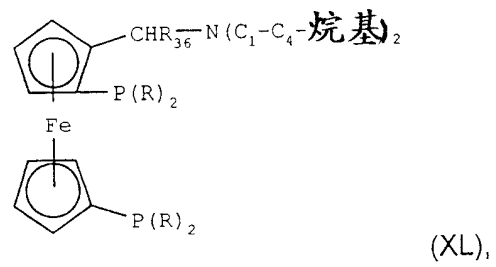 CHR₃₆—N(C₁-C₄-烷基)₂
P(R)₂
Fe
P(R)₂
(XL),